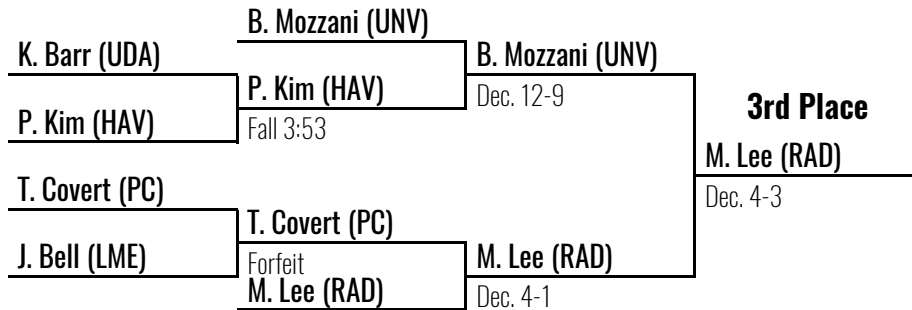 B. Mozzani (UNV)
K. Barr (UDA)
B. Mozzani (UNV)
P. Kim (HAV)
Dec. 12-9
3rd Place
P. Kim (HAV)
Fall 3:53
M. Lee (RAD)
T. Covert (PC)
Dec. 4-3
T. Covert (PC)
J. Bell (LME)
Forfeit
M. Lee (RAD)
M. Lee (RAD)
Dec. 4-1